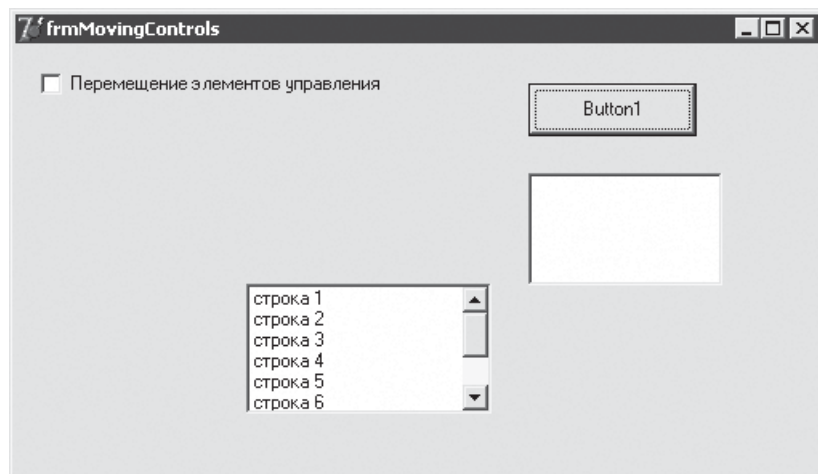 frmMovingControls
Перемещение элементов управления
Button1
строка 1
строка 2
строка 3
строка 4
строка 5
строка 6